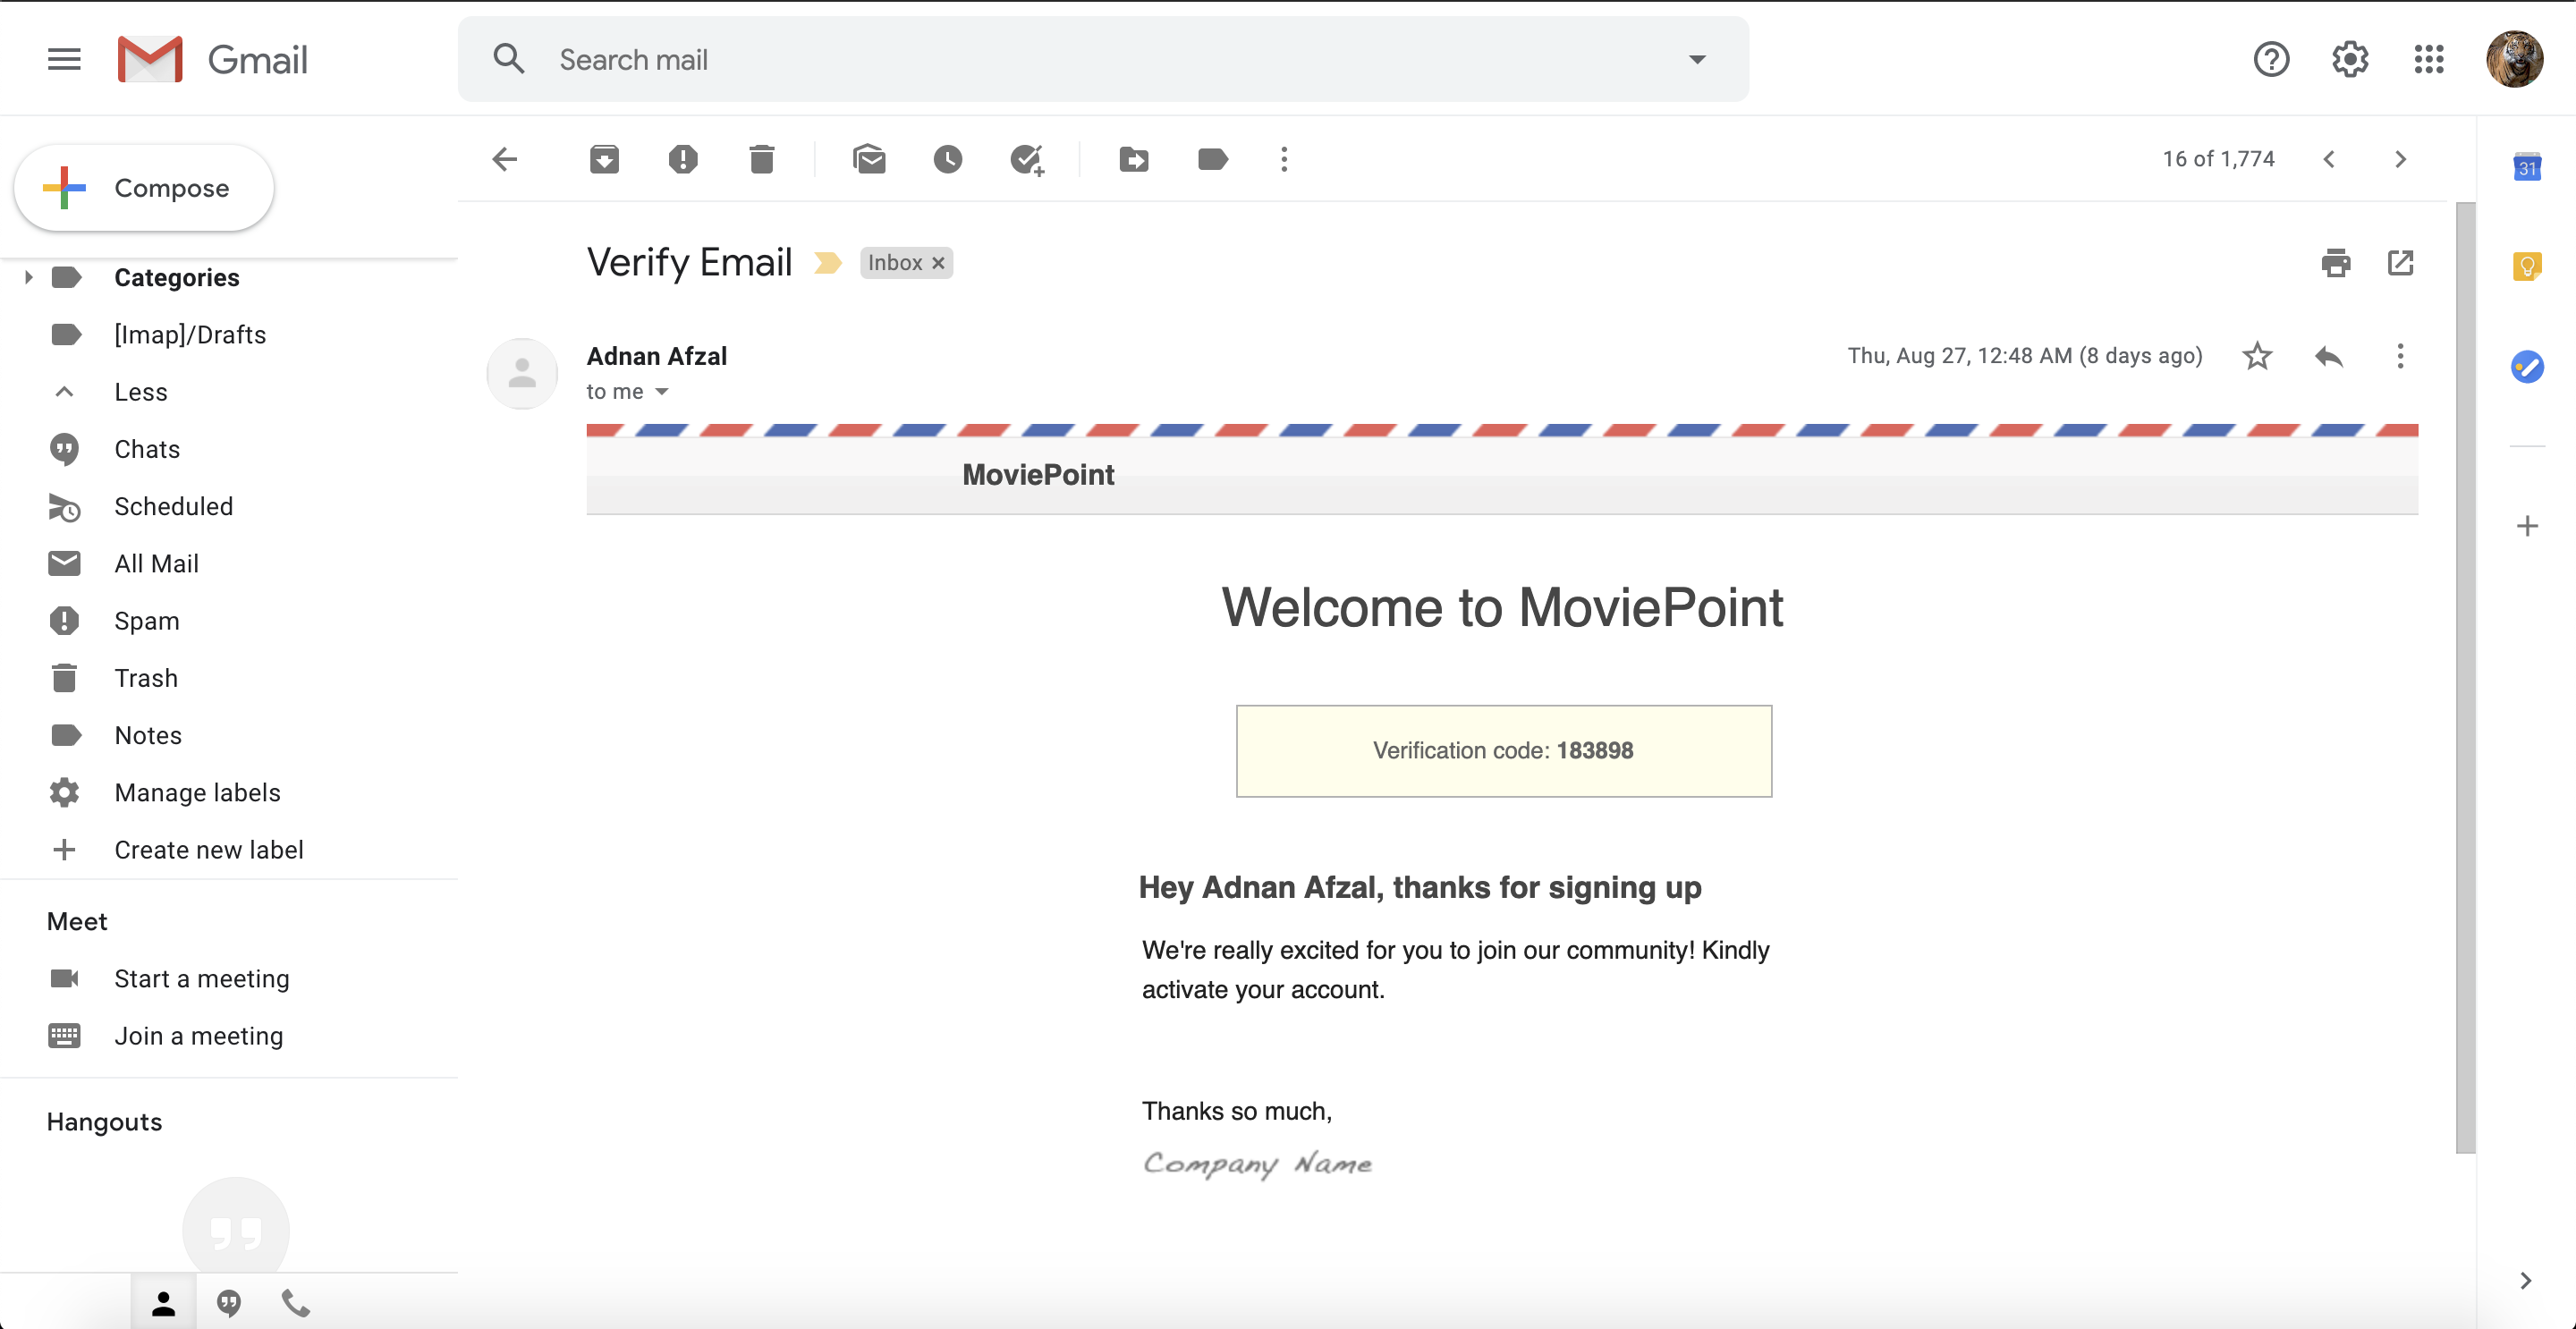 Gmail
Search mail
Compose
16 of 1,774
31
Categories
[Imap]/Drafts
Less
Chats
Scheduled
All Mail
Spam
Trash
Notes
Manage labels
Create new label
Meet
Start a meeting
Join a meeting
Hangouts
Verify Email
Inbox ×
Adnan Afzal
Thu, Aug 27, 12:48 AM (8 days ago)
to me
MoviePoint
Welcome to MoviePoint
Verification code: 183898
Hey Adnan Afzal, thanks for signing up
We're really excited for you to join our community! Kindly
activate your account.
Thanks so much,
Company Name